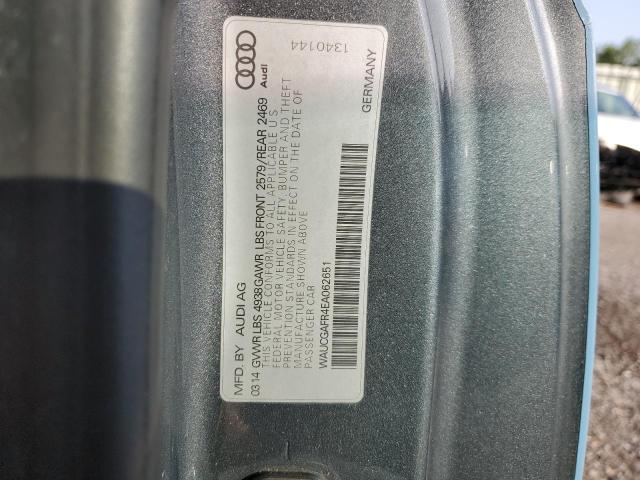 MFD. BY AUDI AG
Audi
0314 GVWR LBS 4938GAWR LBS FRONT 2579/REAR 2469
THIS VEHICLE CONFORMS TO ALL APPLICABLE U S
FEDERAL MOTOR VEHICLE SAFETY, BUMPER AND THEFT
PREVENTION STANDARDS IN EFFECT ON THE DATE OF
MANUFACTURE SHOWN ABOVE
PASSENGER CAR
WAUCGAFR4EA062651
1340144
GERMANY